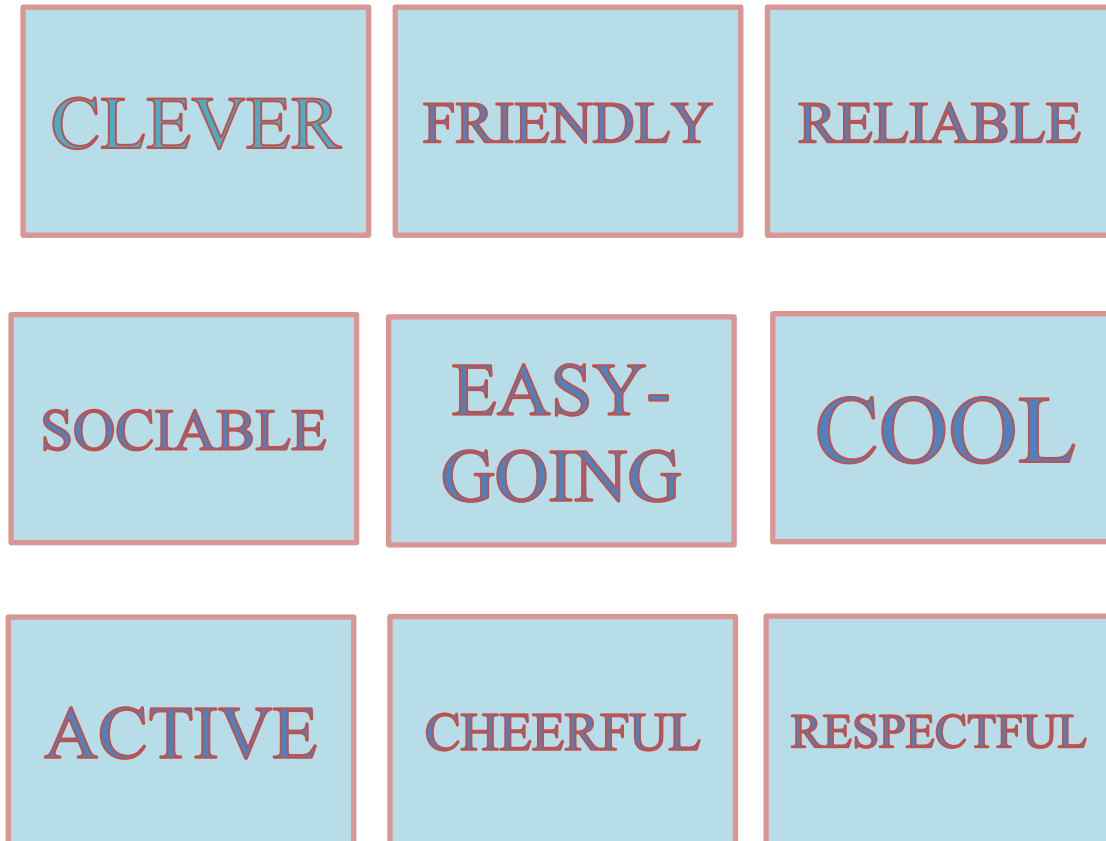 CLEVER
FRIENDLY
RELIABLE
SOCIABLE
EASY-
GOING
COOL
ACTIVE
CHEERFUL
RESPECTFUL